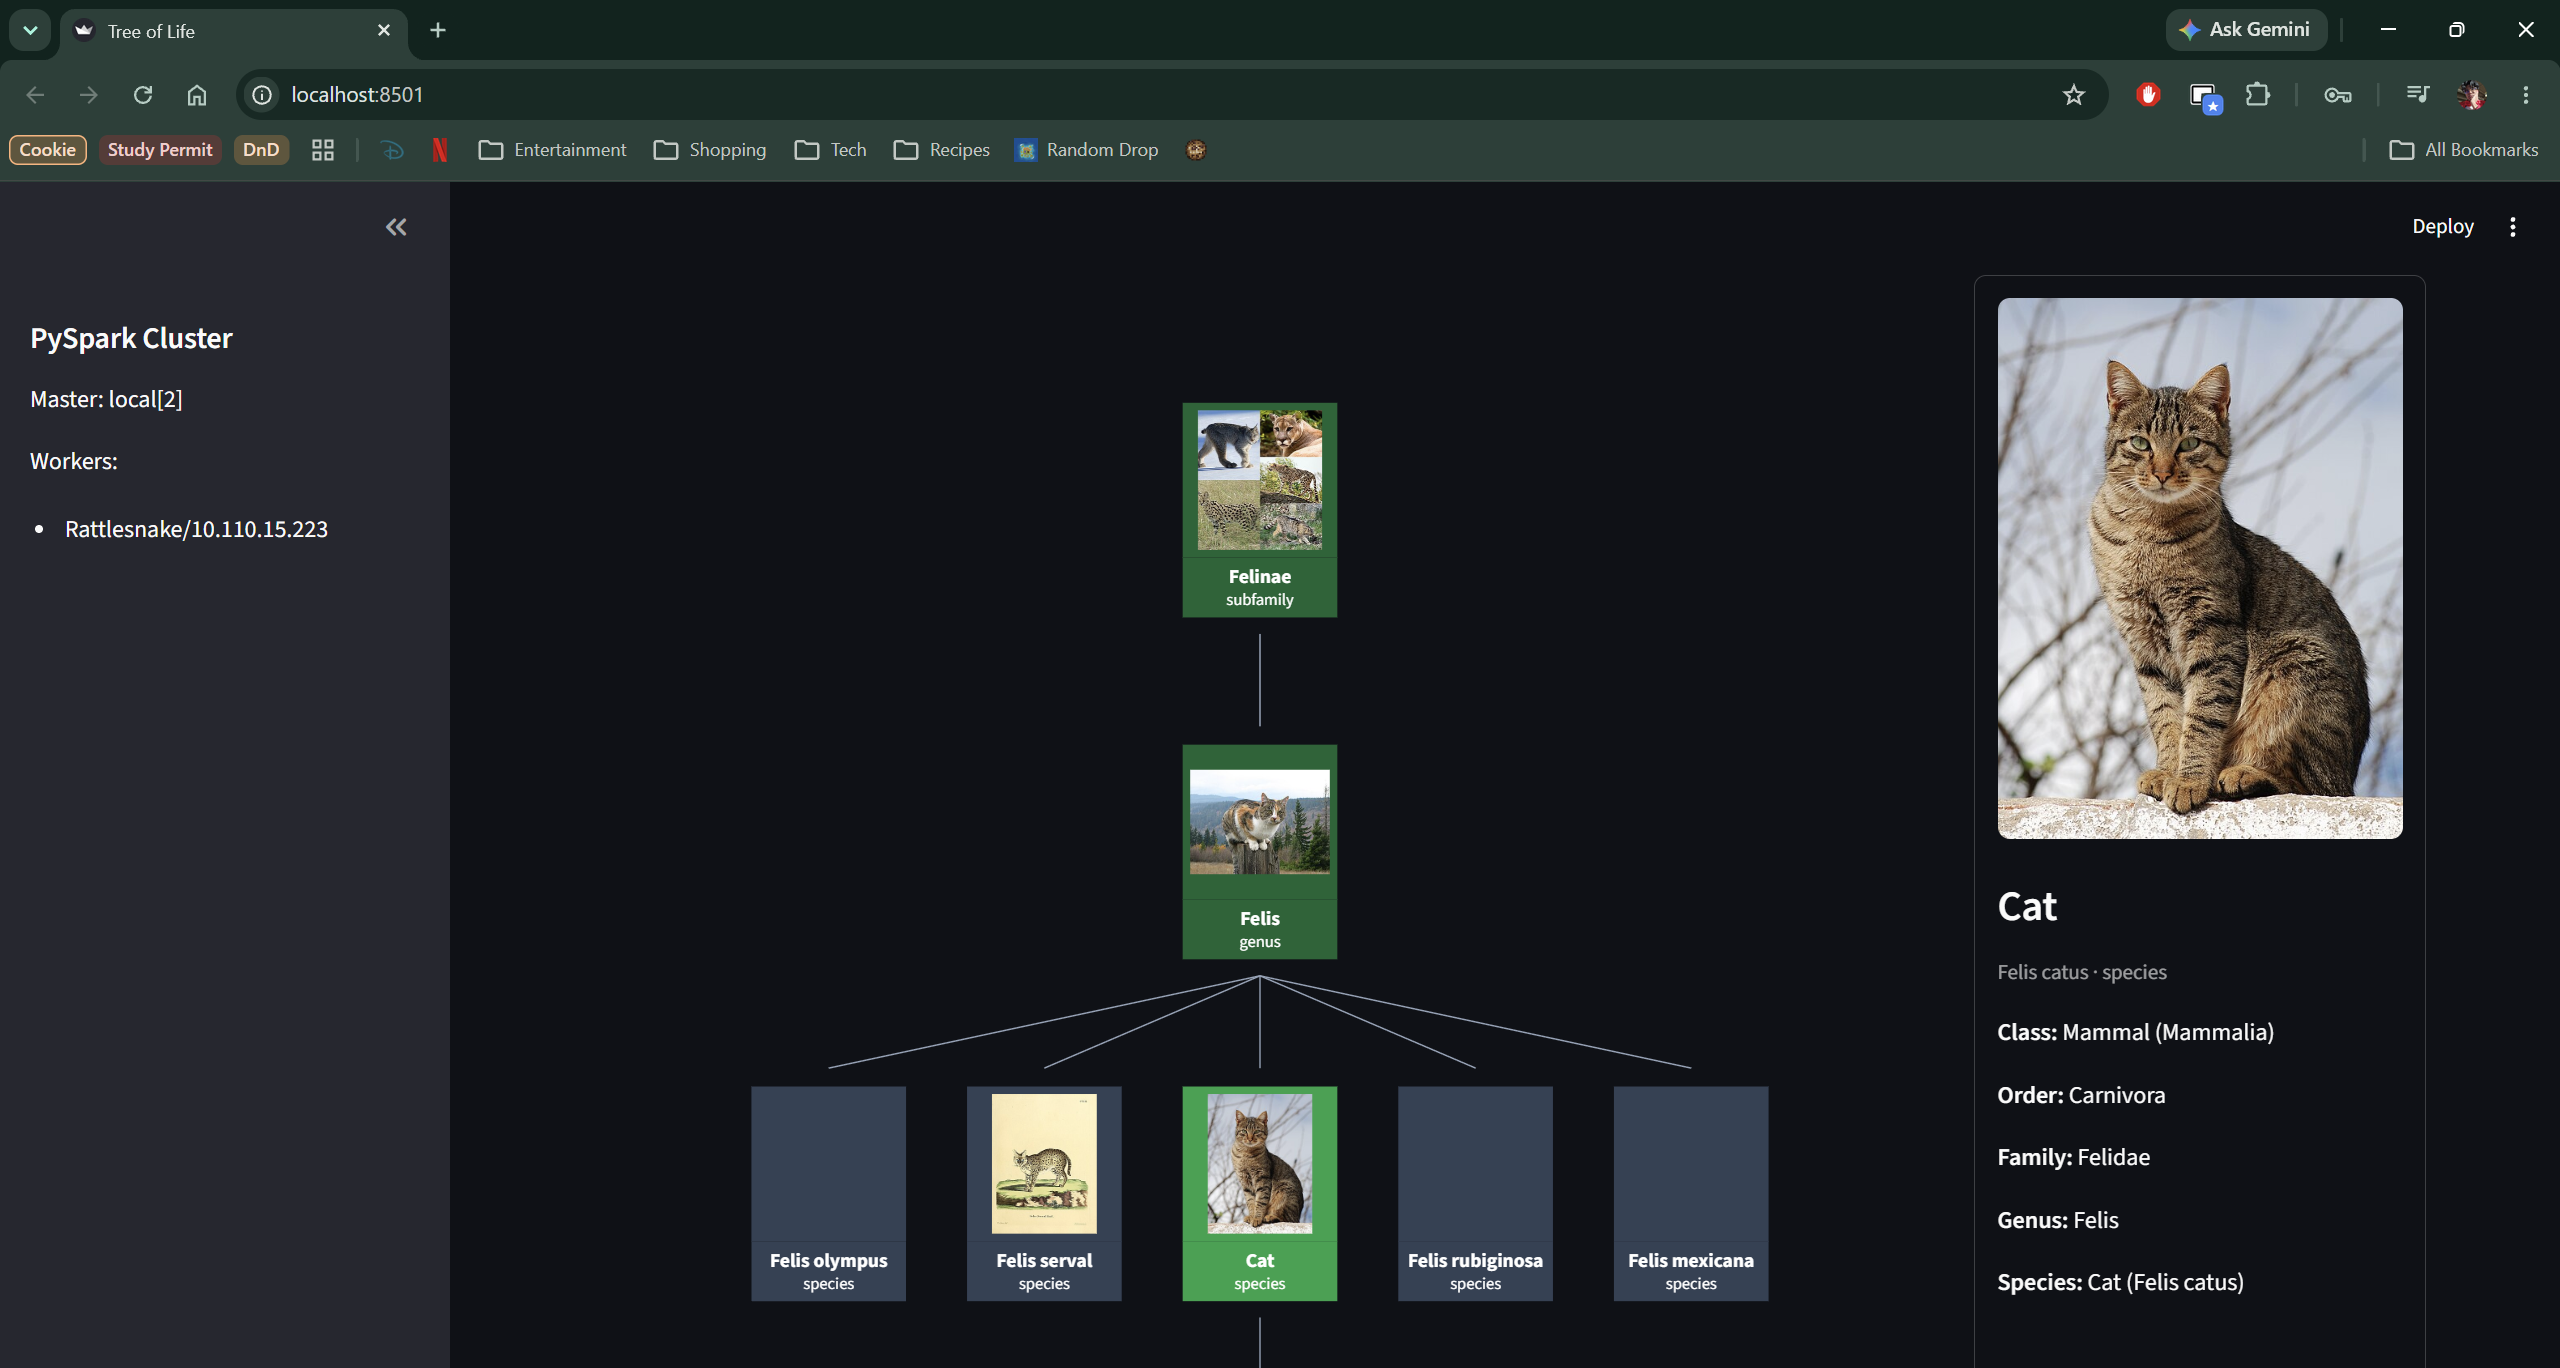 Tree of Life
Ask Gemini
localhost:8501
Cookie
Study Permit
DnD
Entertainment
Shopping
Tech
Recipes
Random Drop
All Bookmarks
Deploy
PySpark Cluster
Master: local[2]
Workers:
Rattlesnake/10.110.15.223
Felinae
subfamily
Felis
genus
Felis olympus
species
Felis serval
species
Cat
species
Felis rubiginosa
species
Felis mexicana
species
Cat
Felis catus · species
Class: Mammal (Mammalia)
Order: Carnivora
Family: Felidae
Genus: Felis
Species: Cat (Felis catus)